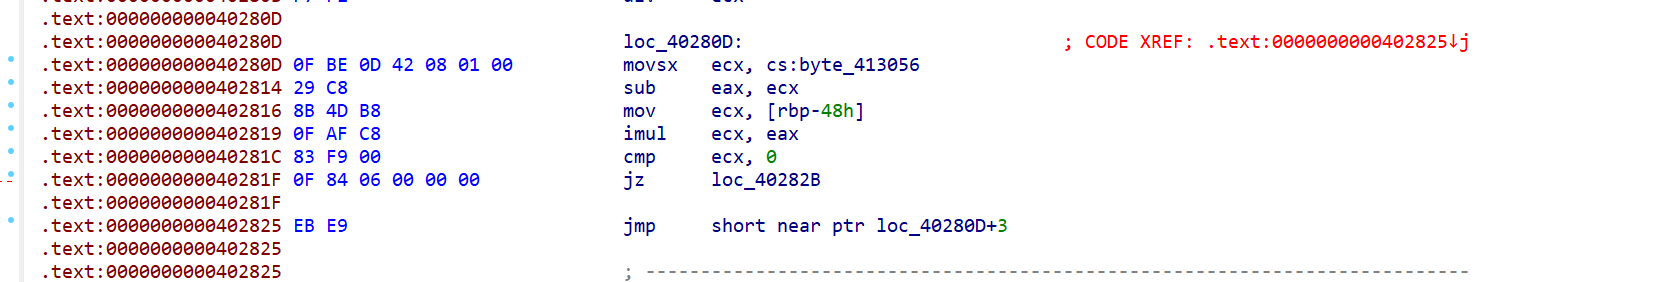 .text:000000000040280D
.text:000000000040280D loc_40280D: ; CODE XREF: .text:0000000000402825↓j
.text:000000000040280D 0F BE 0D 42 08 01 00 movsx ecx, cs:byte_413056
.text:0000000000402814 29 C8 sub eax, ecx
.text:0000000000402816 8B 4D B8 mov ecx, [rbp-48h]
.text:0000000000402819 0F AF C8 imul ecx, eax
.text:000000000040281C 83 F9 00 cmp ecx, 0
.text:000000000040281F 0F 84 06 00 00 00 jz loc_40282B
.text:000000000040281F
.text:0000000000402825 EB E9 jmp short near ptr loc_40280D+3
.text:0000000000402825
.text:0000000000402825 ; ---------------------------------------------------------------------------